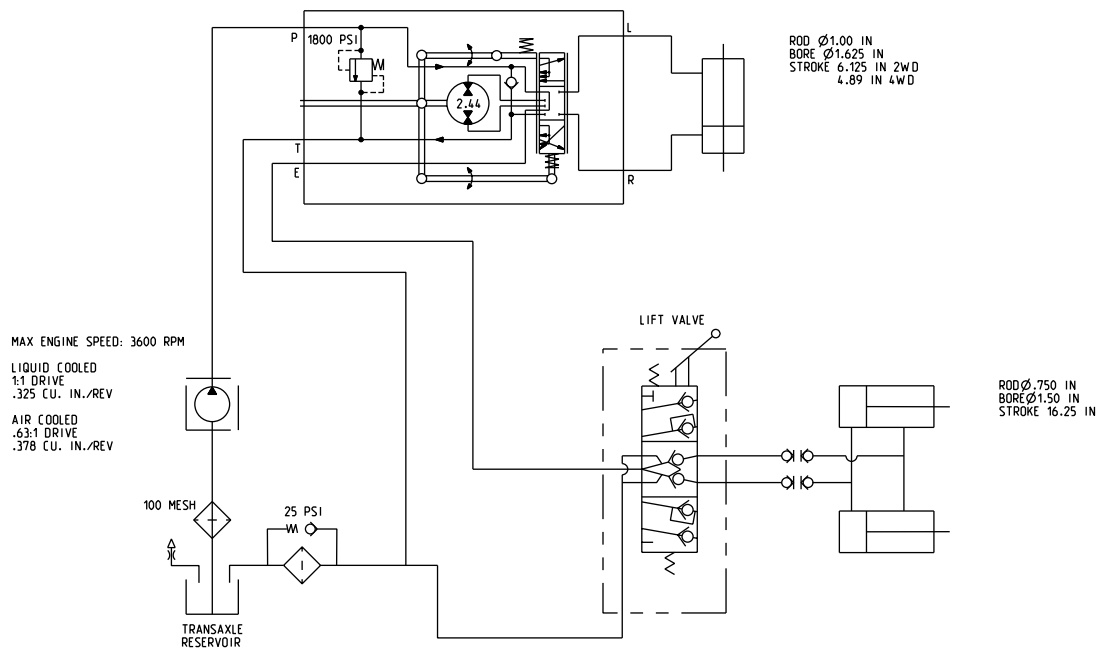 P
1800 PSI
L
2.44
T
E
R
ROD Ø1.00 IN
BORE Ø1.625 IN
STROKE 6.125 IN 2WD
4.89 IN 4WD
LIFT VALVE
MAX ENGINE SPEED: 3600 RPM
LIQUID COOLED
1:1 DRIVE
.325 CU. IN./REV
AIR COOLED
.63:1 DRIVE
.378 CU. IN./REV
RODØ.750 IN
BOREØ1.50 IN
STROKE 16.25 IN
100 MESH
25 PSI
TRANSAXLE
RESERVOIR